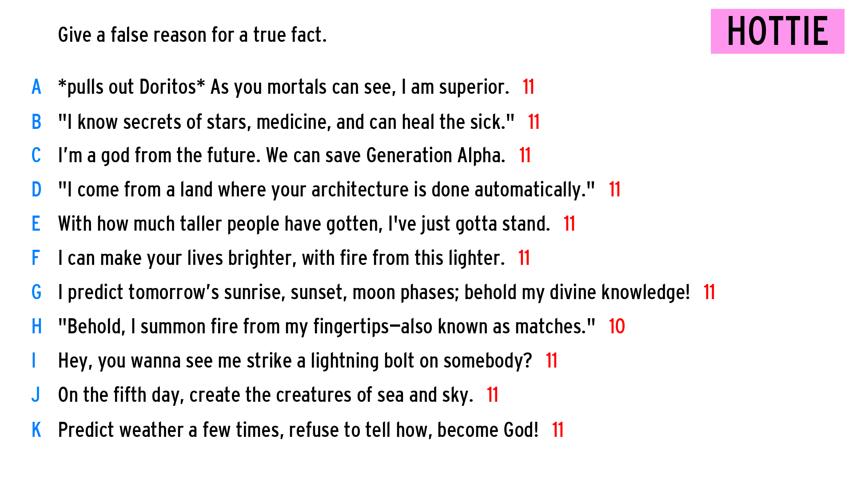 Give a false reason for a true fact.
HOTTIE
A *pulls out Doritos* As you mortals can see, I am superior. 11
B "I know secrets of stars, medicine, and can heal the sick." 11
C I'm a god from the future. We can save Generation Alpha. 11
D "I come from a land where your architecture is done automatically." 11
E With how much taller people have gotten, I've just gotta stand. 11
F I can make your lives brighter, with fire from this lighter. 11
G I predict tomorrow's sunrise, sunset, moon phases; behold my divine knowledge! 11
H "Behold, I summon fire from my fingertips—also known as matches." 10
I Hey, you wanna see me strike a lightning bolt on somebody? 11
J On the fifth day, create the creatures of sea and sky. 11
K Predict weather a few times, refuse to tell how, become God! 11